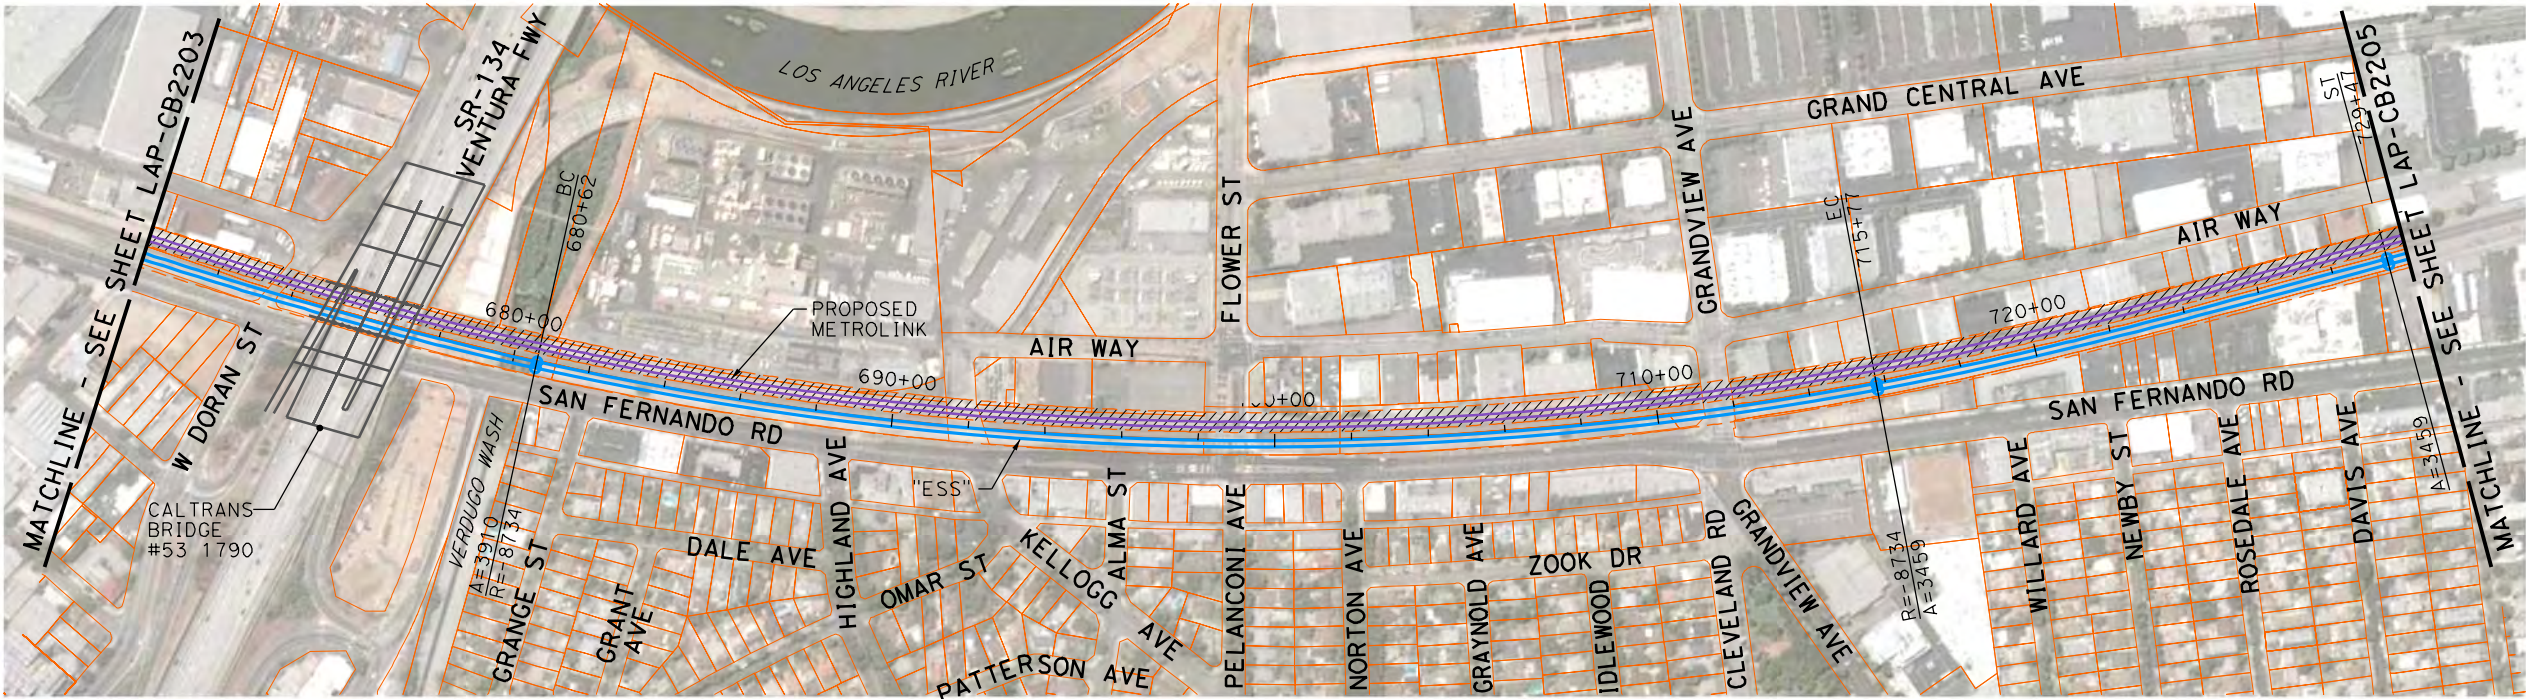 MATCHLINE - SEE SHEET LAP-CB2203
SR-134
VENTURA FWY
LOS ANGELES RIVER
BC
680+62
FLOWER ST
GRANDVIEW AVE
GRAND CENTRAL AVE
EC
715+77
AIR WAY
ST
729+47
MATCHLINE - SEE SHEET LAP-CB2205
680+00
PROPOSED
METROLINK
690+00
AIR WAY
710+00
720+00
W DORAN ST
SAN FERNANDO RD
SAN FERNANDO RD
CALTRANS
BRIDGE
#53 1790
VERDUGO WASH
A=3910
R=-8734
GRANGE ST
GRANT
AVE
DALE AVE
HIGHLAND AVE
"ESS"
OMAR ST
KELLOGG
AVE
ALMA ST
PATTERSON AVE
PELANCONI AVE
NORTON AVE
GRAYNOLD AVE
ZOOK DR
IDLEWOOD
CLEVELAND RD
GRANDVIEW AVE
R=-8734
A=3459
WILLARD AVE
NEWBY ST
ROSEDALE AVE
DAVIS AVE
A=3459